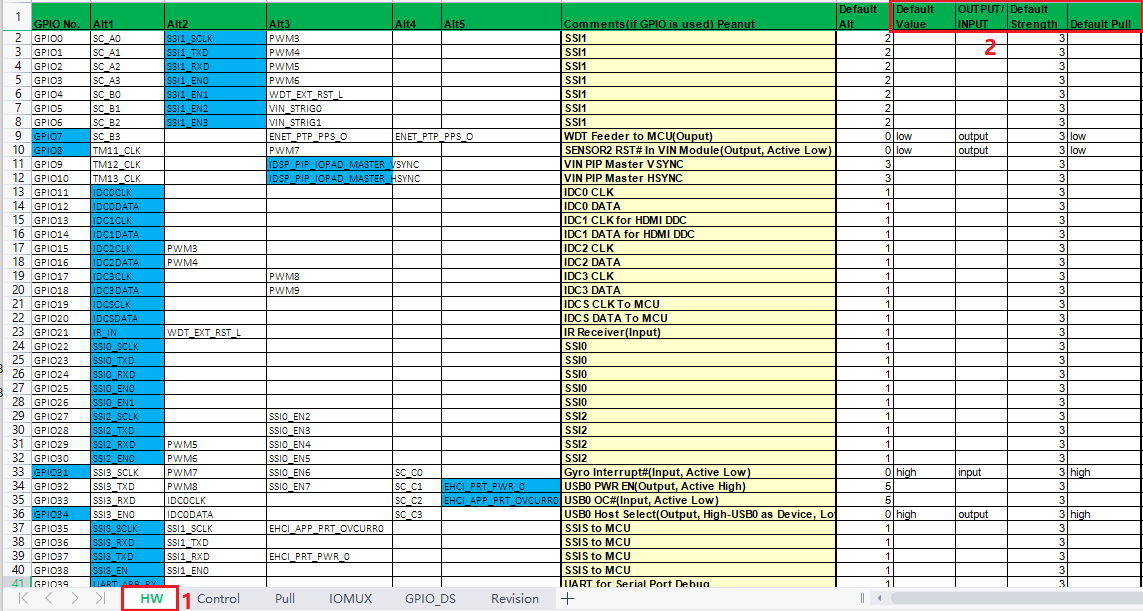 1 GPIO No. Alt1 Alt2 Alt3 Alt4 Alt5 Comments(if GPIO is used) Peanut Default Alt Default Value OUTPUT/ INPUT Default Strength Default Pull
2
2 GPIO0 SC_A0 SSI1_SCLK PWM3 SSI1 2 3
3 GPIO1 SC_A1 SSI1_TXD PWM4 SSI1 2 3
4 GPIO2 SC_A2 SSI1_RXD PWM5 SSI1 2 3
5 GPIO3 SC_A3 SSI1_EN0 PWM6 SSI1 2 3
6 GPIO4 SC_B0 SSI1_EN1 WDT_EXT_RST_L SSI1 2 3
7 GPIO5 SC_B1 SSI1_EN2 VIN_STRIG0 SSI1 2 3
8 GPIO6 SC_B2 SSI1_EN3 VIN_STRIG1 SSI1 2 3
9 GPIO7 SC_B3 ENET_PTP_PPS_O ENET_PTP_PPS_O WDT Feeder to MCU(Ouput) 0 low output 3 low
10 GPIO8 TM11_CLK PWM7 SENSOR2 RST# In VIN Module(Output, Active Low) 0 low output 3 low
11 GPIO9 TM12_CLK IDSP_PIP_IOPAD_MASTER_VSYNC VIN PIP Master VSYNC 3 3
12 GPIO10 TM13_CLK IDSP_PIP_IOPAD_MASTER_HSYNC VIN PIP Master HSYNC 3 3
13 GPIO11 IDC0CLK IDC0 CLK 1 3
14 GPIO12 IDC0DATA IDC0 DATA 1 3
15 GPIO13 IDC1CLK IDC1 CLK for HDMI DDC 1 3
16 GPIO14 IDC1DATA IDC1 DATA for HDMI DDC 1 3
17 GPIO15 IDC2CLK PWM3 IDC2 CLK 1 3
18 GPIO16 IDC2DATA PWM4 IDC2 DATA 1 3
19 GPIO17 IDC3CLK PWM8 IDC3 CLK 1 3
20 GPIO18 IDC3DATA PWM9 IDC3 DATA 1 3
21 GPIO19 IDCSCLK IDCS CLK To MCU 1 3
22 GPIO20 IDCSDATA IDCS DATA To MCU 1 3
23 GPIO21 IR_IN WDT_EXT_RST_L IR Receiver(Input) 1 3
24 GPIO22 SSI0_SCLK SSI0 1 3
25 GPIO23 SSI0_TXD SSI0 1 3
26 GPIO24 SSI0_RXD SSI0 1 3
27 GPIO25 SSI0_EN0 SSI0 1 3
28 GPIO26 SSI0_EN1 SSI0 1 3
29 GPIO27 SSI2_SCLK SSI0_EN2 SSI2 1 3
30 GPIO28 SSI2_TXD SSI0_EN3 SSI2 1 3
31 GPIO29 SSI2_RXD PWM5 SSI0_EN4 SSI2 1 3
32 GPIO30 SSI2_EN0 PWM6 SSI0_EN5 SSI2 1 3
33 GPIO31 SSI3_SCLK PWM7 SSI0_EN6 SC_C0 Gyro Interrupt#(Input, Active Low) 0 high input 3 high
34 GPIO32 SSI3_TXD PWM8 SSI0_EN7 SC_C1 EHCI_PRT_PWR_0 USB0 PWR EN(Output, Active High) 5 3
35 GPIO33 SSI3_RXD IDC0CLK SC_C2 EHCI_APP_PRT_OVCURR0 USB0 OC#(Input, Active Low) 5 3
36 GPIO34 SSI3_EN0 IDC0DATA SC_C3 USB0 Host Select(Output, High-USB0 as Device, Lo 0 high output 3 high
37 GPIO35 SSIS_SCLK SSI1_SCLK EHCI_APP_PRT_OVCURR0 SSIS to MCU 1 3
38 GPIO36 SSIS_RXD SSI1_TXD SSIS to MCU 1 3
39 GPIO37 SSIS_TXD SSI1_RXD EHCI_PRT_PWR_0 SSIS to MCU 1 3
40 GPIO38 SSIS_EN SSI1_EN0 SSIS to MCU 1 3
41 GPIO39 UART_APP_RX UART for Serial Port Debug 1 3
HW 1 Control Pull IOMUX GPIO_DS Revision